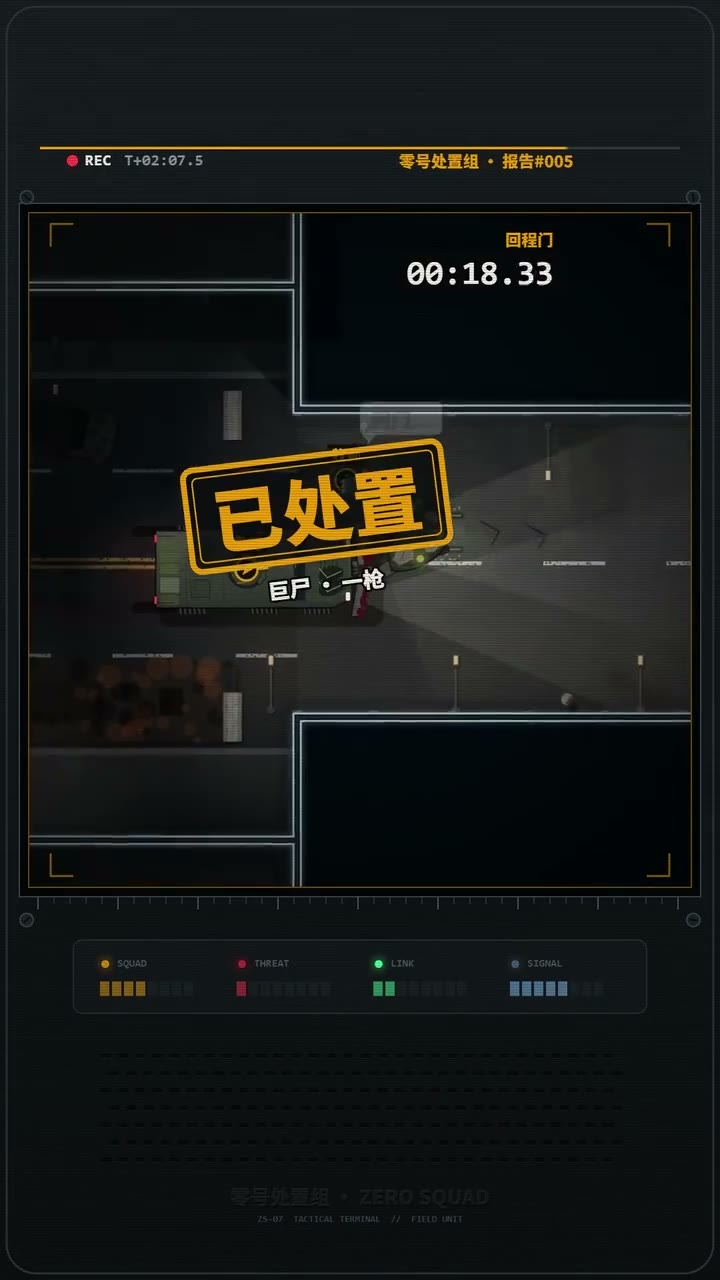 REC T+02:07.5 零号处置组 · 报告#005
回程门
00:18.33
已处置
巨尸 · 一枪
SQUAD THREAT LINK SIGNAL
零号处置组 · ZERO SQUAD
ZS-07 TACTICAL TERMINAL // FIELD UNIT